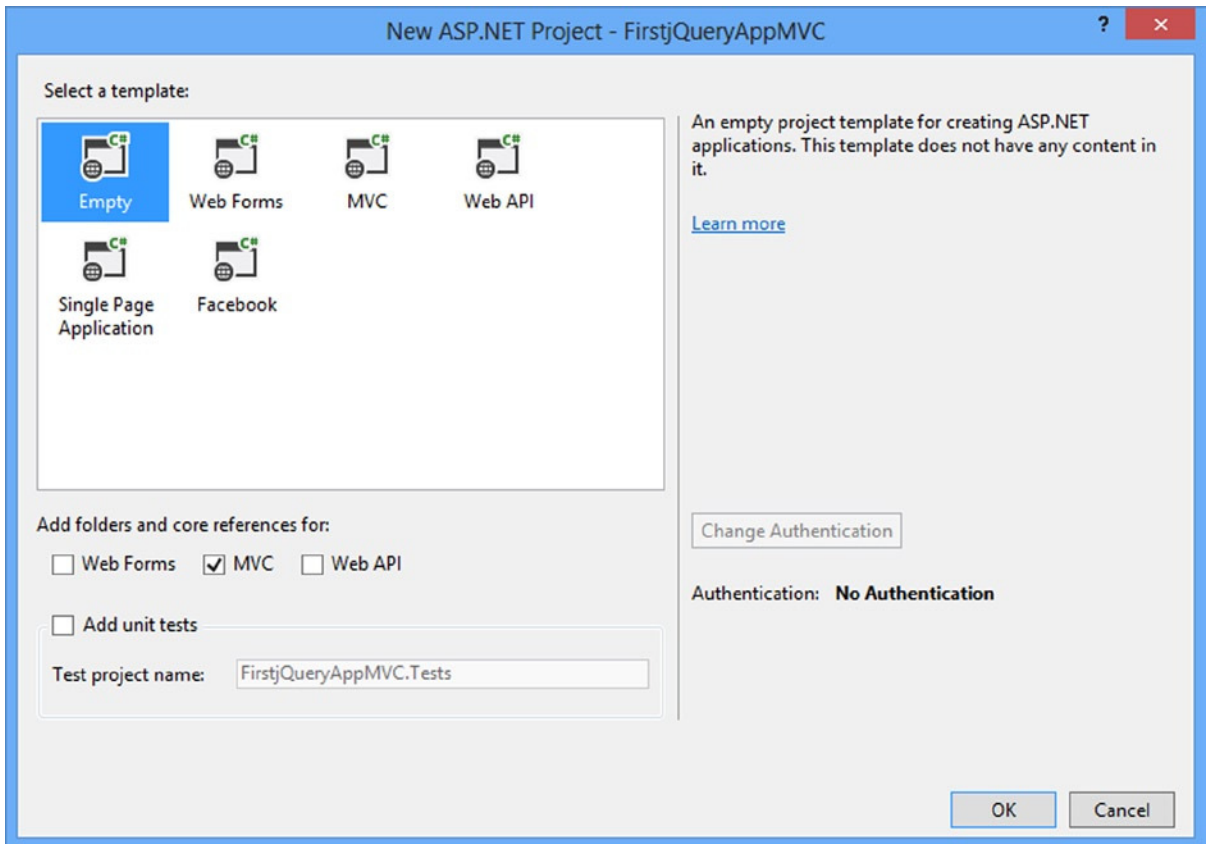 New ASP.NET Project - FirstjQueryAppMVC
?
Select a template:
C# C# C# C#
Empty Web Forms MVC Web API
C# C#
Single Page Facebook
Application
An empty project template for creating ASP.NET
applications. This template does not have any content in
it.
Learn more
Add folders and core references for:
Web Forms MVC Web API
Add unit tests
Test project name: FirstjQueryAppMVC.Tests
Change Authentication
Authentication: No Authentication
OK Cancel